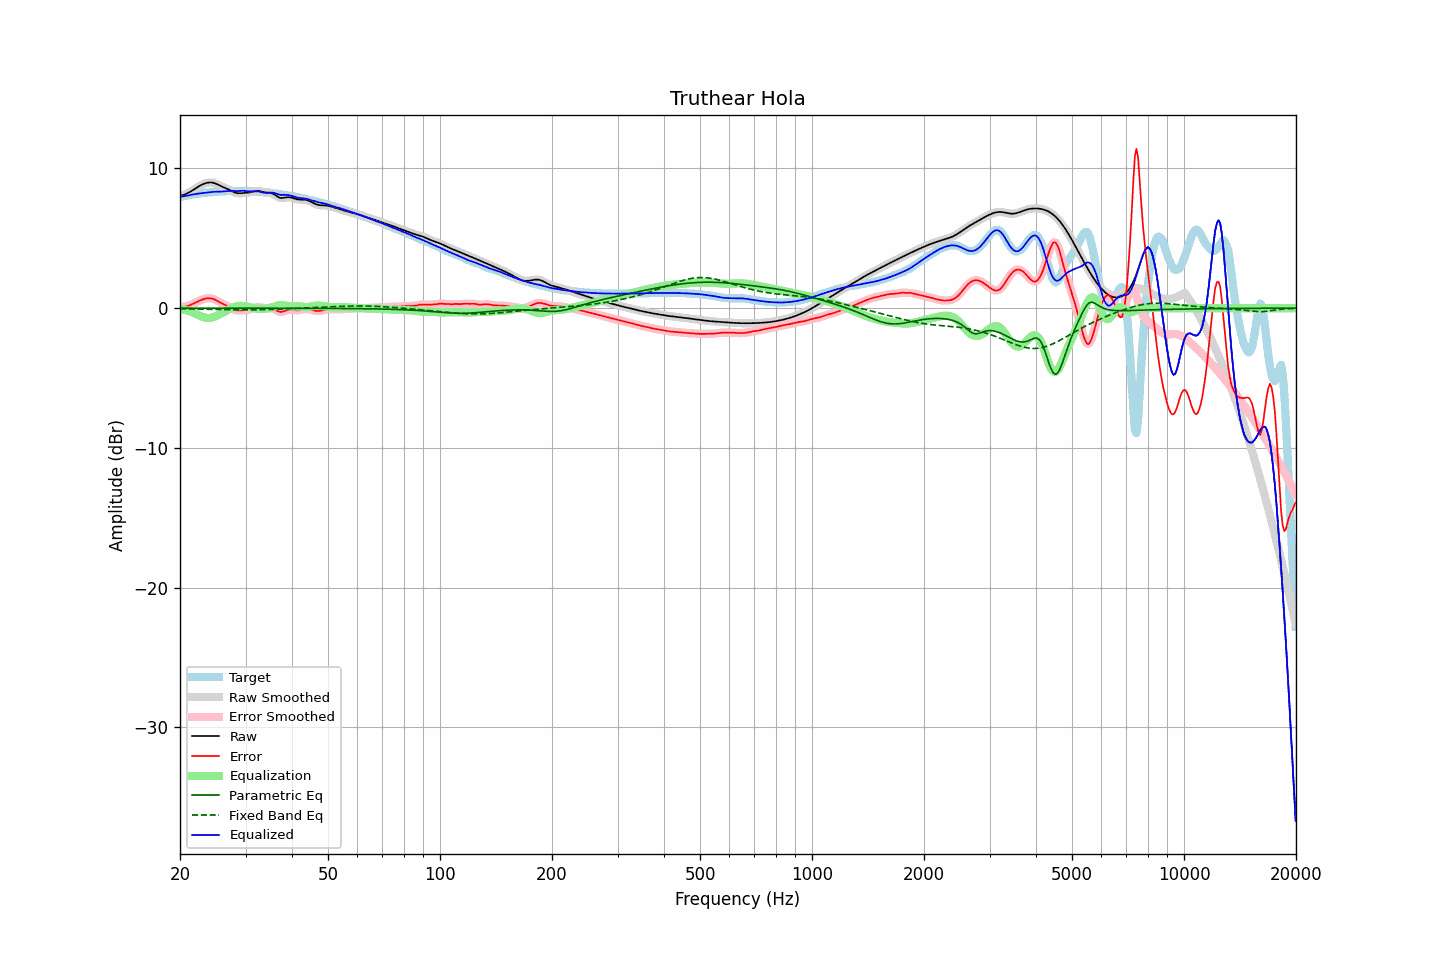 Truthear Hola
Amplitude (dBr)
10
0
−10
−20
−30
Target
Raw Smoothed
Error Smoothed
Raw
Error
Equalization
Parametric Eq
Fixed Band Eq
Equalized
20 50 100 200 500 1000 2000 5000 10000 20000
Frequency (Hz)